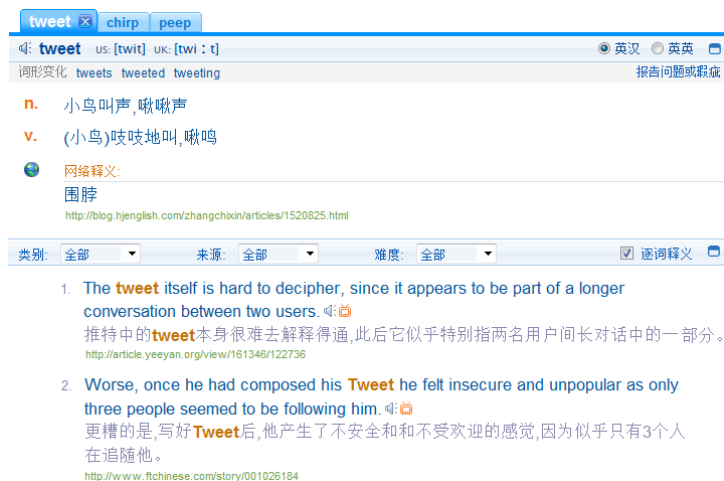 tweet chirp peep
tweet US: [twit] UK: [twi：t] 英汉 英英
词形变化 tweets tweeted tweeting 报告问题或瑕疵
n. 小鸟叫声,啾啾声
v. (小鸟)吱吱地叫,啾鸣
网络释义:
围脖
http://blog.hjenglish.com/zhangchixin/articles/1520825.html
类别: 全部 来源: 全部 难度: 全部 逐词释义
1. The tweet itself is hard to decipher, since it appears to be part of a longer
conversation between two users.
推特中的tweet本身很难去解释得通,此后它似乎特别指两名用户间长对话中的一部分。
http://article.yeeyan.org/view/161346/122736
2. Worse, once he had composed his Tweet he felt insecure and unpopular as only
three people seemed to be following him.
更糟的是,写好Tweet后,他产生了不安全和和不受欢迎的感觉,因为似乎只有3个人
在追随他。
http://www.ftchinese.com/story/001026184